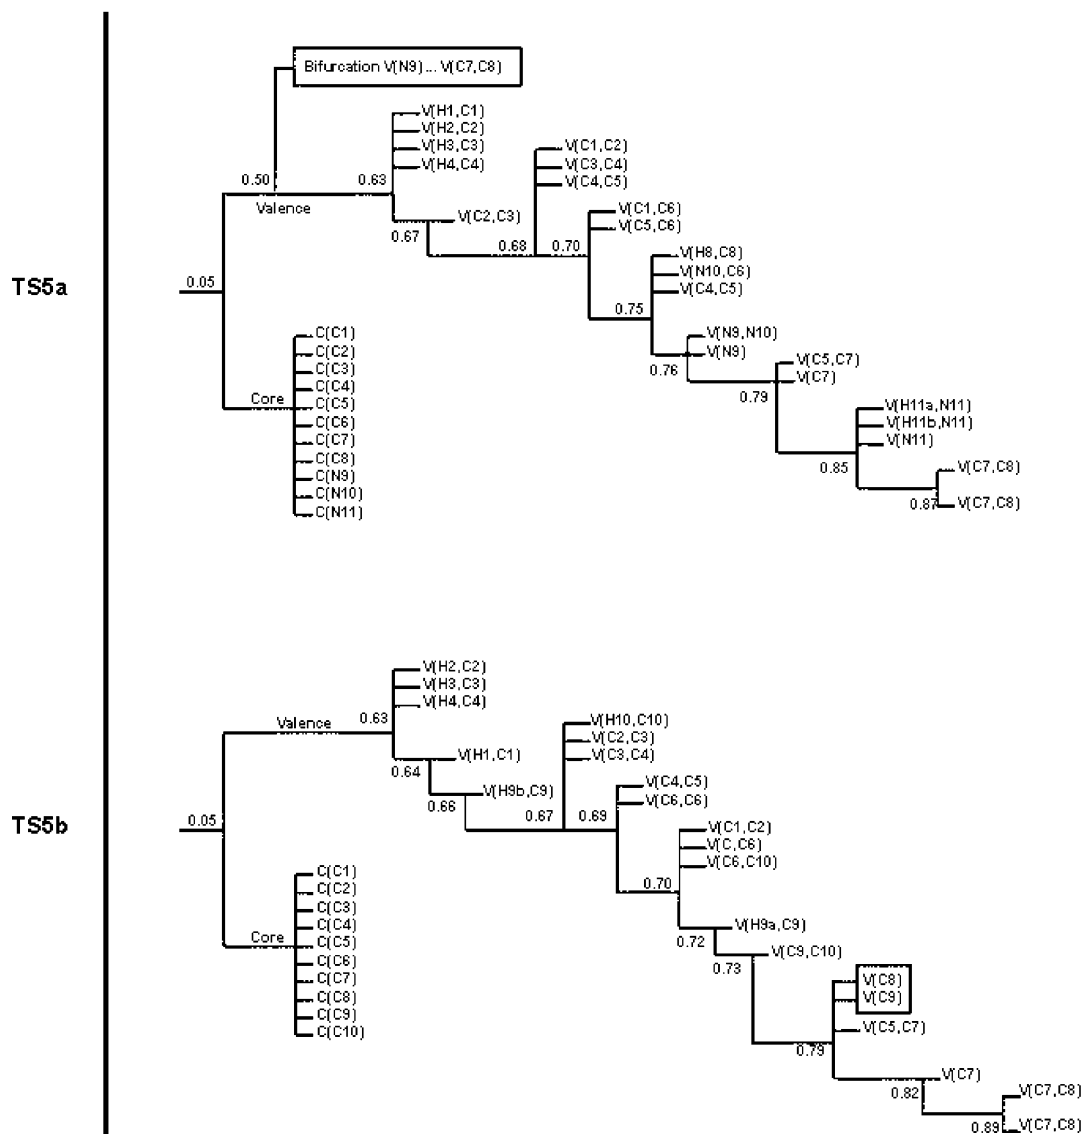 Bifurcation V(N9)... V(C7,C8)
V(H1,C1)
V(H2,C2)
V(H3,C3)
V(H4,C4)
0.50
0.63
Valence
V(C1,C2)
V(C3,C4)
V(C4,C5)
V(C2,C3)
0.67
0.68
0.70
V(C1,C6)
V(C5,C6)
V(H8,C8)
V(N10,C6)
V(C4,C5)
TS5a
0.05
0.75
V(N9,N10)
V(N9)
0.76
V(C5,C7)
V(C7)
0.79
Core
C(C1)
C(C2)
C(C3)
C(C4)
C(C5)
C(C6)
C(C7)
C(C8)
C(N9)
C(N10)
C(N11)
V(H11a,N11)
V(H11b,N11)
V(N11)
0.85
V(C7,C8)
0.87
V(C7,C8)
V(H2,C2)
V(H3,C3)
V(H4,C4)
Valence
0.63
V(H1,C1)
0.64
V(H9b,C9)
0.66
V(H10,C10)
V(C2,C3)
V(C3,C4)
0.67
0.69
V(C4,C5)
V(C6,C6)
TS5b
0.05
V(C1,C2)
V(C,C6)
V(C6,C10)
0.70
Core
C(C1)
C(C2)
C(C3)
C(C4)
C(C5)
C(C6)
C(C7)
C(C8)
C(C9)
C(C10)
V(H9a,C9)
0.72
V(C9,C10)
0.73
V(C8)
V(C9)
V(C5,C7)
0.79
V(C7)
0.82
V(C7,C8)
0.89
V(C7,C8)